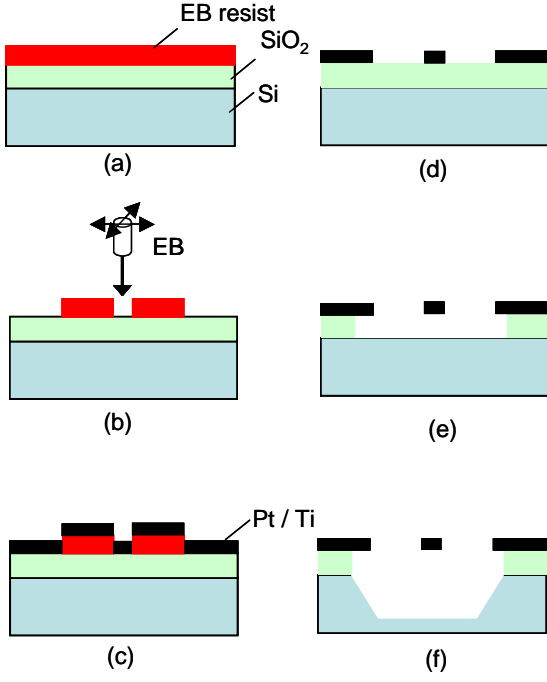 EB resist
SiO2
Si
(a)
(d)
EB
(b)
(e)
Pt / Ti
(c)
(f)